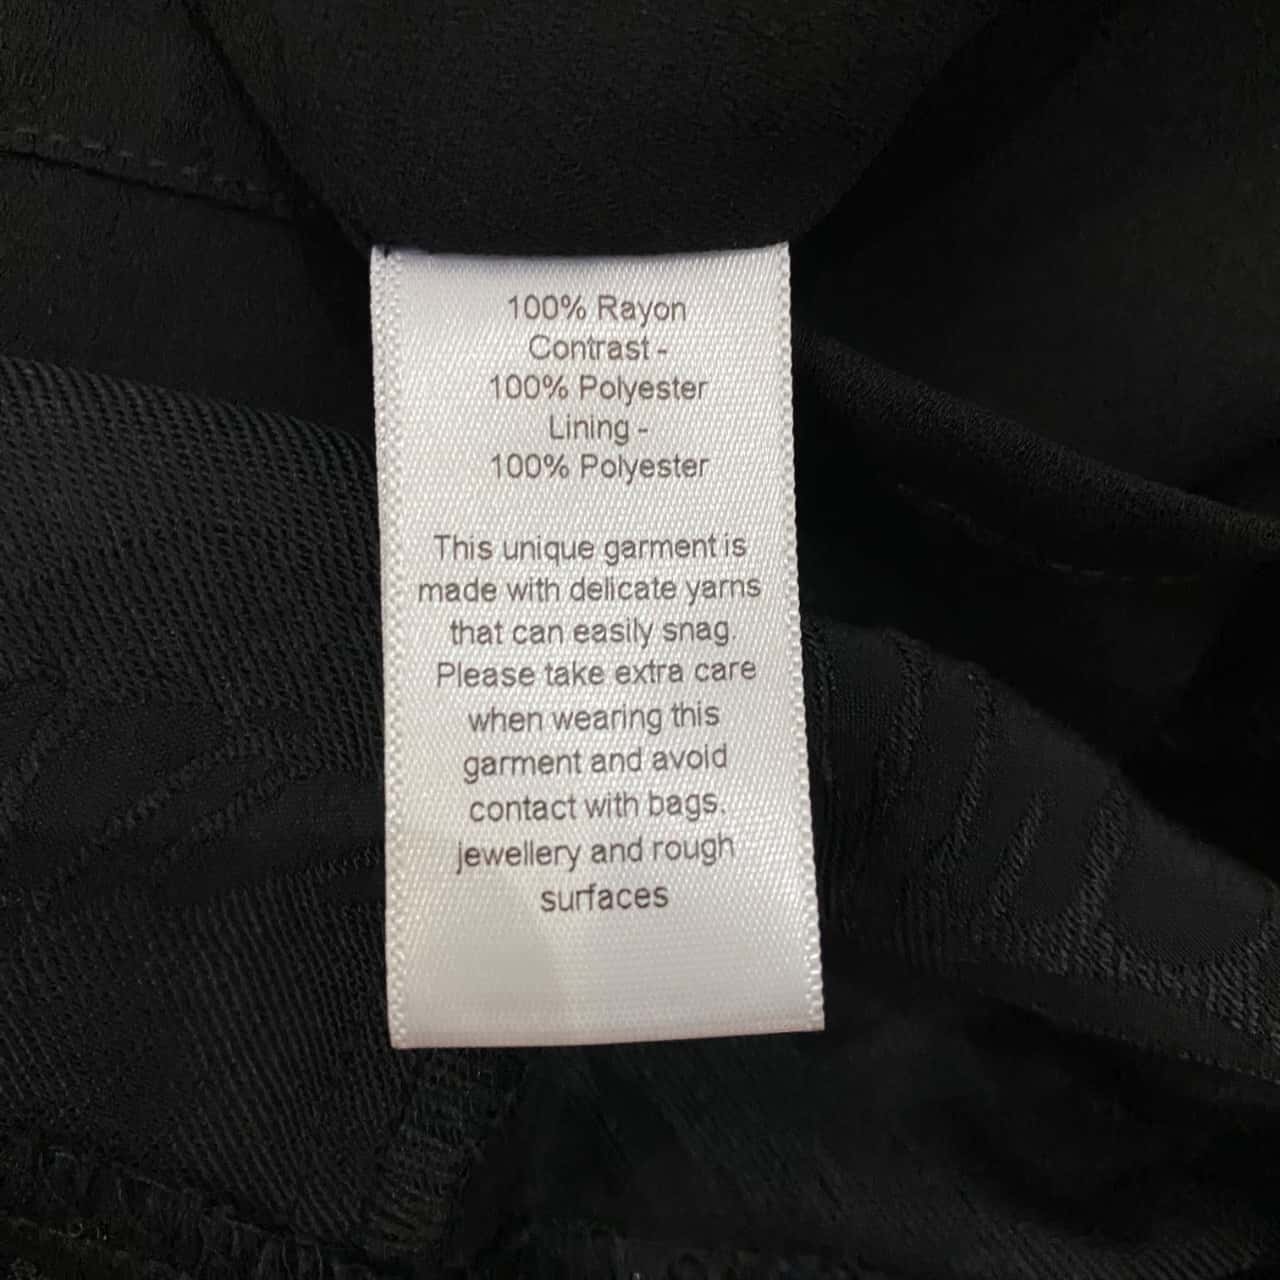 100% Rayon
Contrast -
100% Polyester
Lining -
100% Polyester
This unique garment is
made with delicate yarns
that can easily snag.
Please take extra care
when wearing this
garment and avoid
contact with bags.
jewellery and rough
surfaces